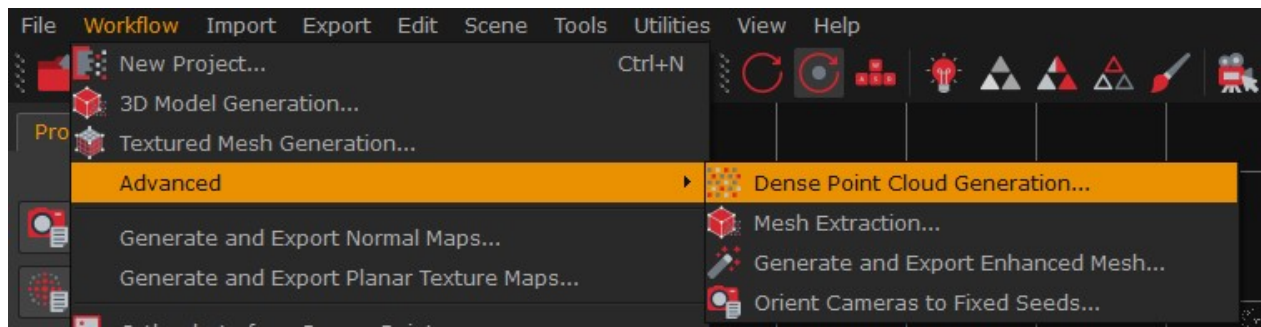 File Workflow Import Export Edit Scene Tools Utilities View Help
New Project... Ctrl+N
3D Model Generation...
Pro
Textured Mesh Generation...
Advanced
Dense Point Cloud Generation...
Mesh Extraction...
Generate and Export Normal Maps...
Generate and Export Enhanced Mesh...
Generate and Export Planar Texture Maps...
Orient Cameras to Fixed Seeds...